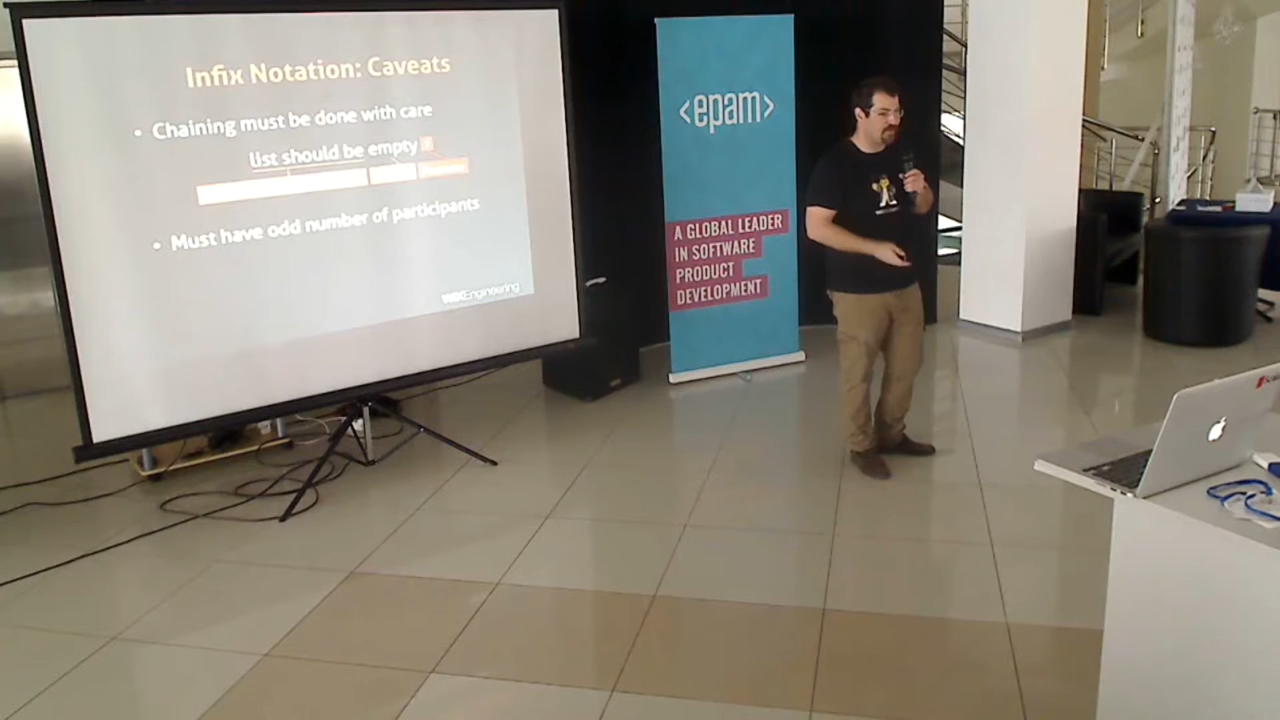 Infix Notation: Caveats
• Chaining must be done with care
list should be empty
• Must have odd number of participants
WIXEngineering
<epam>
A GLOBAL LEADER
IN SOFTWARE
PRODUCT
DEVELOPMENT